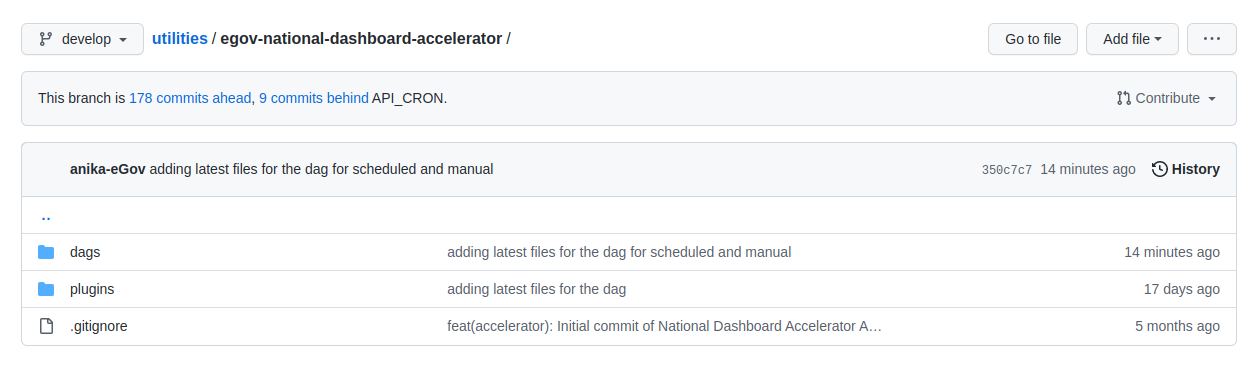 develop utilities / egov-national-dashboard-accelerator / Go to file Add file ...
This branch is 178 commits ahead, 9 commits behind API_CRON. Contribute
anika-eGov adding latest files for the dag for scheduled and manual 350c7c7 14 minutes ago History
..
dags adding latest files for the dag for scheduled and manual 14 minutes ago
plugins adding latest files for the dag 17 days ago
.gitignore feat(accelerator): Initial commit of National Dashboard Accelerator A... 5 months ago